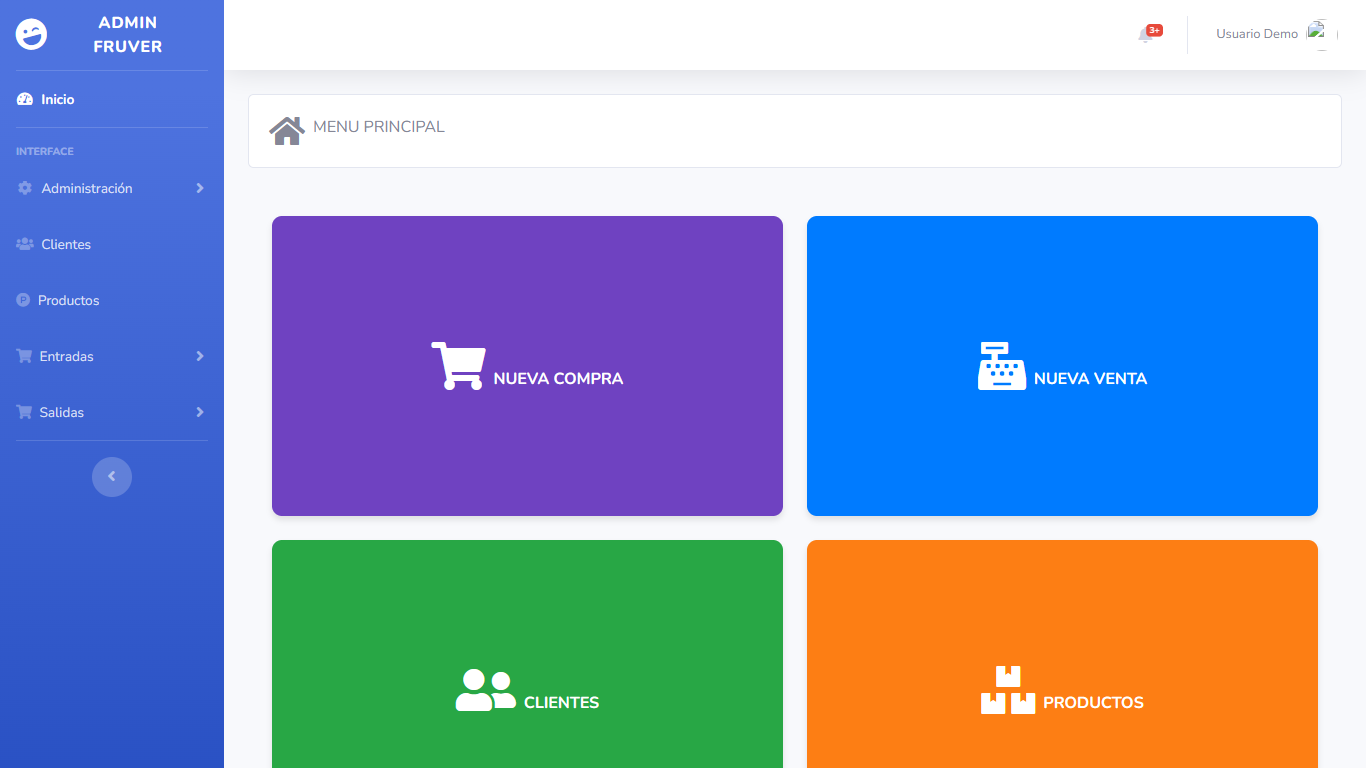 ADMIN
FRUVER
Inicio
INTERFACE
Administración
Clientes
Productos
Entradas
Salidas
3+
Usuario Demo
MENU PRINCIPAL
NUEVA COMPRA
NUEVA VENTA
CLIENTES
PRODUCTOS